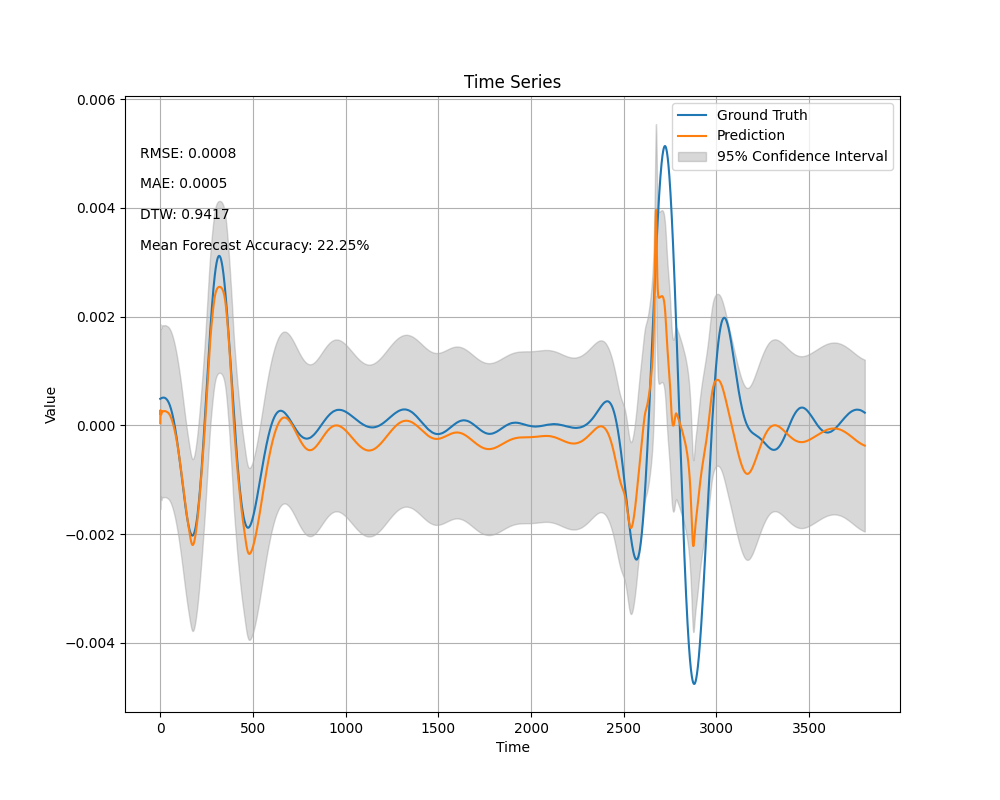 Time Series
0.006
0.004
0.002
0.000
−0.002
−0.004
Value
RMSE: 0.0008
MAE: 0.0005
DTW: 0.9417
Mean Forecast Accuracy: 22.25%
Ground Truth
Prediction
95% Confidence Interval
0 500 1000 1500 2000 2500 3000 3500
Time